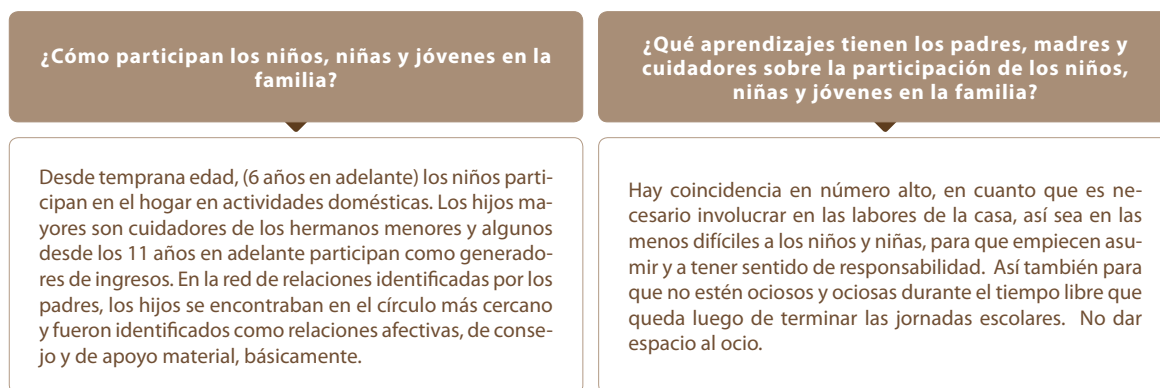 ¿Cómo participan los niños, niñas y jóvenes en la
familia?
Desde temprana edad, (6 años en adelante) los niños parti-
cipan en el hogar en actividades domésticas. Los hijos ma-
yores son cuidadores de los hermanos menores y algunos
desde los 11 años en adelante participan como generado-
res de ingresos. En la red de relaciones identificadas por los
padres, los hijos se encontraban en el círculo más cercano
y fueron identificados como relaciones afectivas, de conse-
jo y de apoyo material, básicamente.
¿Qué aprendizajes tienen los padres, madres y
cuidadores sobre la participación de los niños,
niñas y jóvenes en la familia?
Hay coincidencia en número alto, en cuanto que es ne-
cesario involucrar en las labores de la casa, así sea en las
menos difíciles a los niños y niñas, para que empiecen asu-
mir y a tener sentido de responsabilidad. Así también para
que no estén ociosos y ociosas durante el tiempo libre que
queda luego de terminar las jornadas escolares. No dar
espacio al ocio.